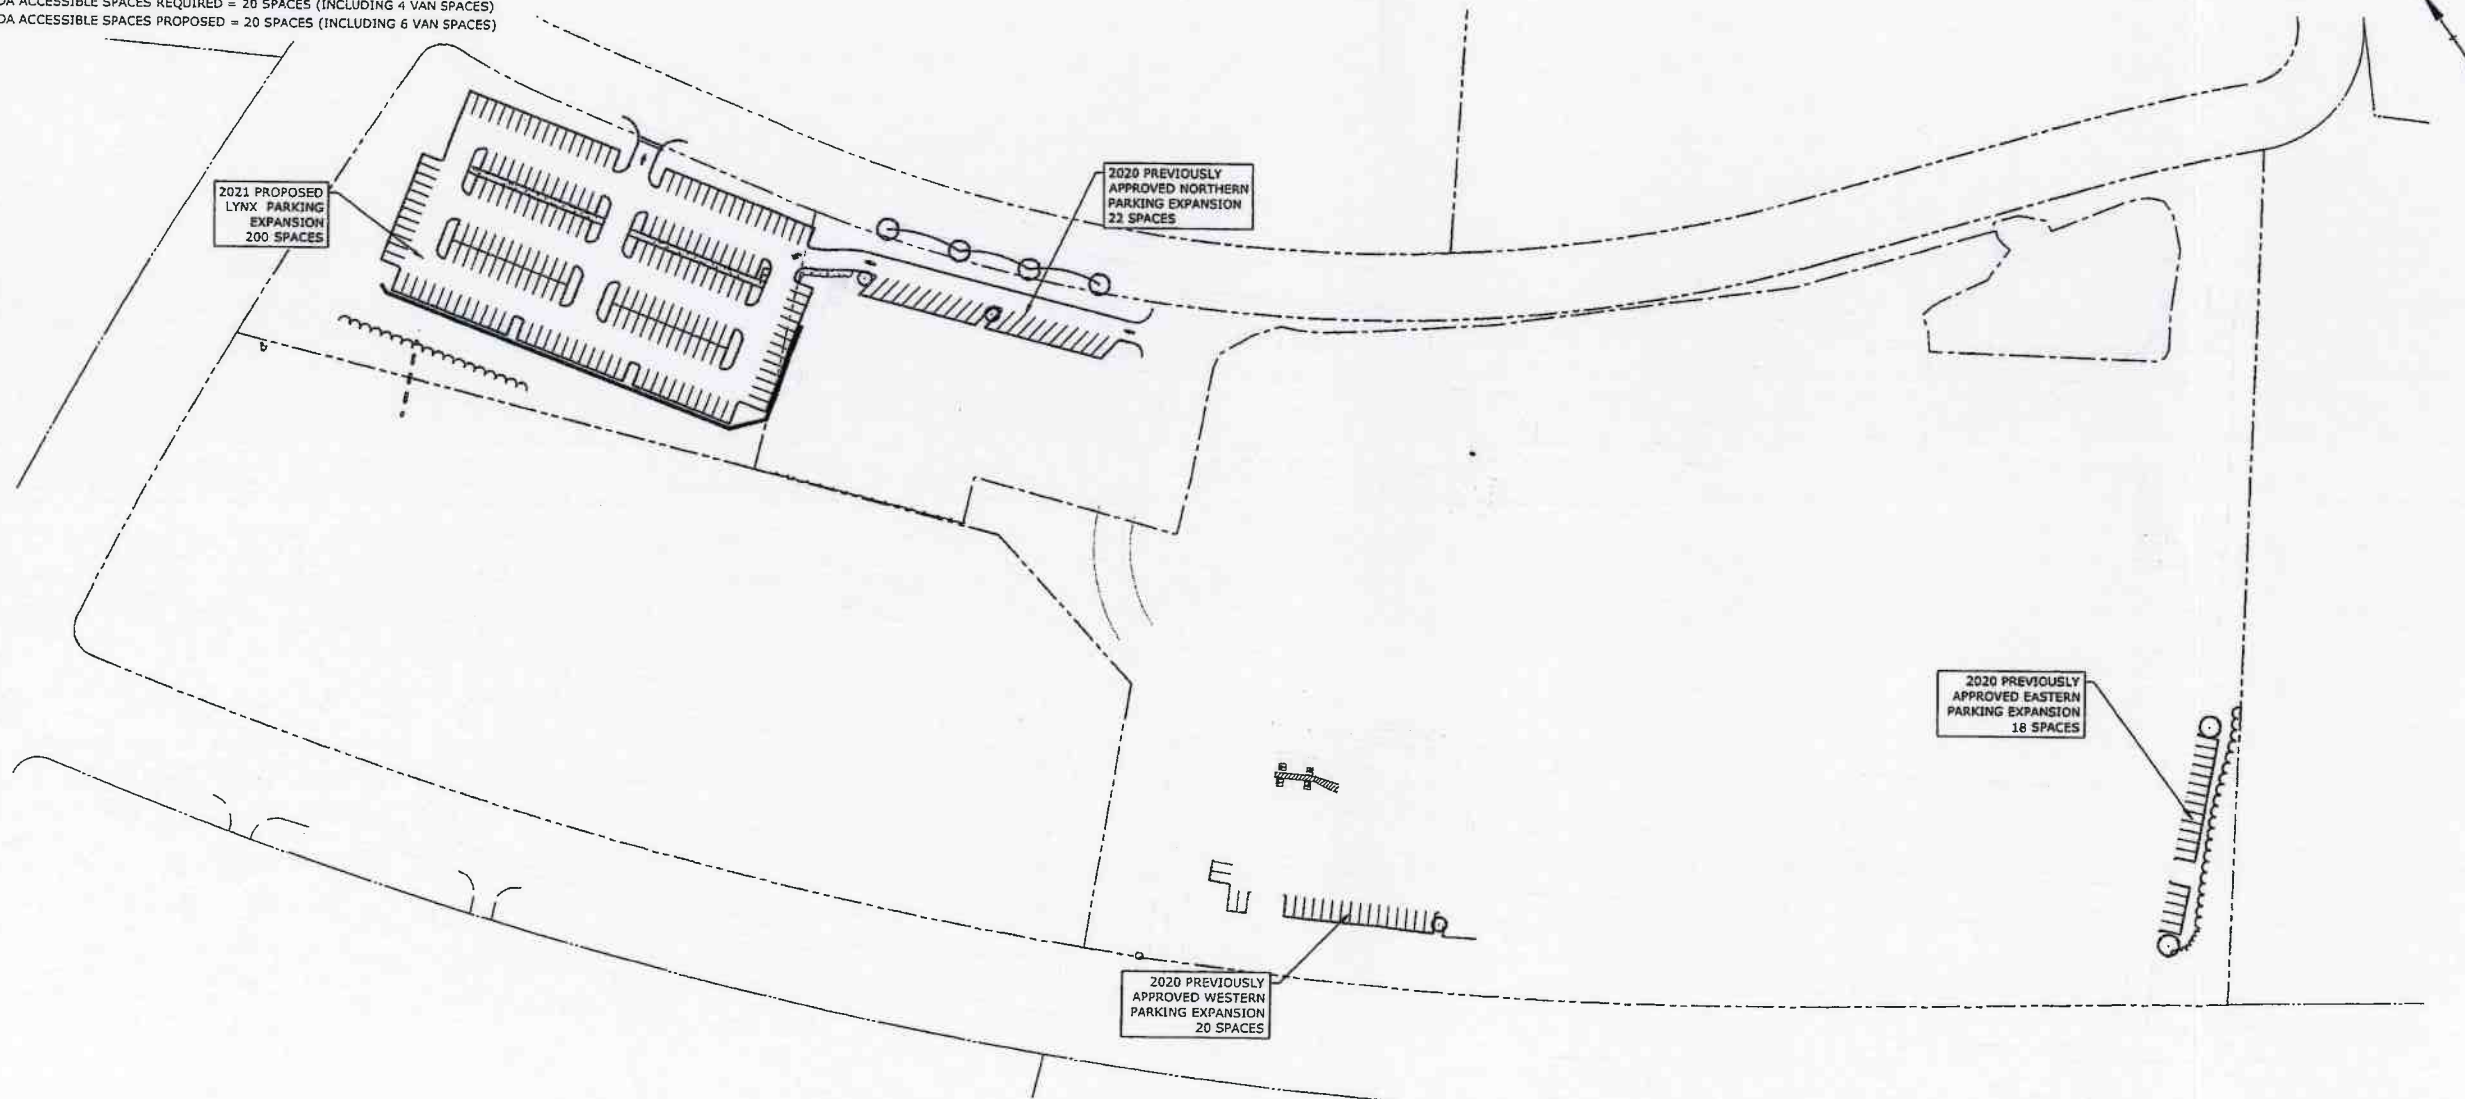 ACCESSIBLE SPACES REQUIRED = 20 SPACES (INCLUDING 4 VAN SPACES)
ACCESSIBLE SPACES PROPOSED = 20 SPACES (INCLUDING 6 VAN SPACES)
2020 PREVIOUSLY
APPROVED NORTHERN
PARKING EXPANSION
22 SPACES
2021 PROPOSED
LYNX PARKING
EXPANSION
200 SPACES
2020 PREVIOUSLY
APPROVED EASTERN
PARKING EXPANSION
18 SPACES
2020 PREVIOUSLY
APPROVED WESTERN
PARKING EXPANSION
20 SPACES